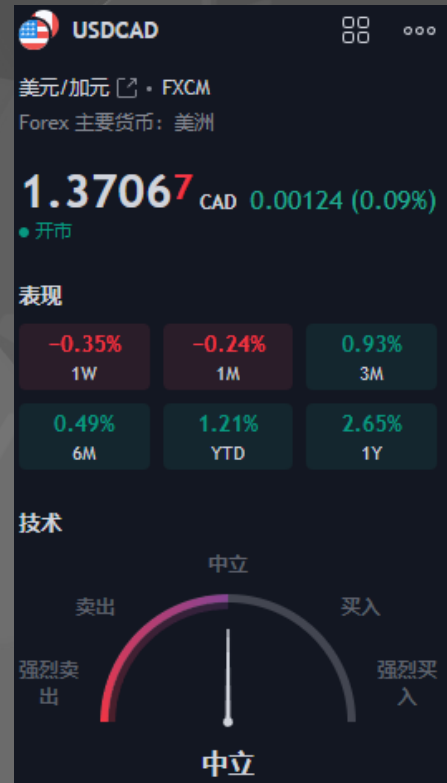 USDCAD
美元/加元 • FXCM
Forex 主要货币：美洲
1.37067 CAD 0.00124 (0.09%)
开市
表现
−0.35% −0.24% 0.93%
1W 1M 3M
0.49% 1.21% 2.65%
6M YTD 1Y
技术
中立
卖出 买入
强烈卖出 强烈买入
中立